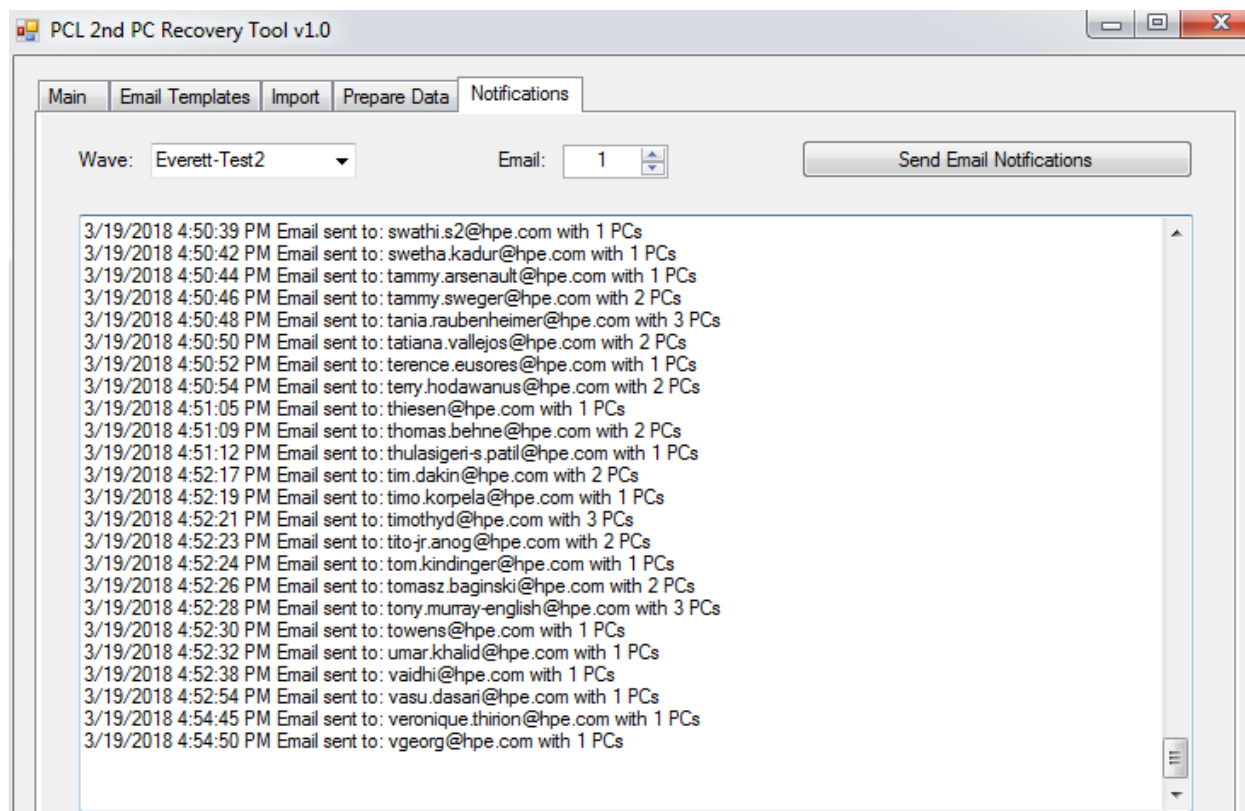 PCL 2nd PC Recovery Tool v1.0
Main Email Templates Import Prepare Data Notifications
Wave: Everett-Test2 Email: 1 Send Email Notifications
3/19/2018 4:50:39 PM Email sent to: swathi.s2@hpe.com with 1 PCs
3/19/2018 4:50:42 PM Email sent to: swetha.kadur@hpe.com with 1 PCs
3/19/2018 4:50:44 PM Email sent to: tammy.arsenault@hpe.com with 1 PCs
3/19/2018 4:50:46 PM Email sent to: tammy.sweger@hpe.com with 2 PCs
3/19/2018 4:50:48 PM Email sent to: tania.raubenheimer@hpe.com with 3 PCs
3/19/2018 4:50:50 PM Email sent to: tatiana.vallejos@hpe.com with 2 PCs
3/19/2018 4:50:52 PM Email sent to: terence.eusores@hpe.com with 1 PCs
3/19/2018 4:50:54 PM Email sent to: terry.hodawanus@hpe.com with 2 PCs
3/19/2018 4:51:05 PM Email sent to: thiesen@hpe.com with 1 PCs
3/19/2018 4:51:09 PM Email sent to: thomas.behne@hpe.com with 2 PCs
3/19/2018 4:51:12 PM Email sent to: thulasigeri-s.patil@hpe.com with 1 PCs
3/19/2018 4:52:17 PM Email sent to: tim.dakin@hpe.com with 2 PCs
3/19/2018 4:52:19 PM Email sent to: timo.korpela@hpe.com with 1 PCs
3/19/2018 4:52:21 PM Email sent to: timothyd@hpe.com with 3 PCs
3/19/2018 4:52:23 PM Email sent to: tito-jr.anog@hpe.com with 2 PCs
3/19/2018 4:52:24 PM Email sent to: tom.kindinger@hpe.com with 1 PCs
3/19/2018 4:52:26 PM Email sent to: tomasz.baginski@hpe.com with 2 PCs
3/19/2018 4:52:28 PM Email sent to: tony.murray-english@hpe.com with 3 PCs
3/19/2018 4:52:30 PM Email sent to: towens@hpe.com with 1 PCs
3/19/2018 4:52:32 PM Email sent to: umar.khalid@hpe.com with 1 PCs
3/19/2018 4:52:38 PM Email sent to: vaidhi@hpe.com with 1 PCs
3/19/2018 4:52:54 PM Email sent to: vasu.dasari@hpe.com with 1 PCs
3/19/2018 4:54:45 PM Email sent to: veronique.thirion@hpe.com with 1 PCs
3/19/2018 4:54:50 PM Email sent to: vgeorg@hpe.com with 1 PCs